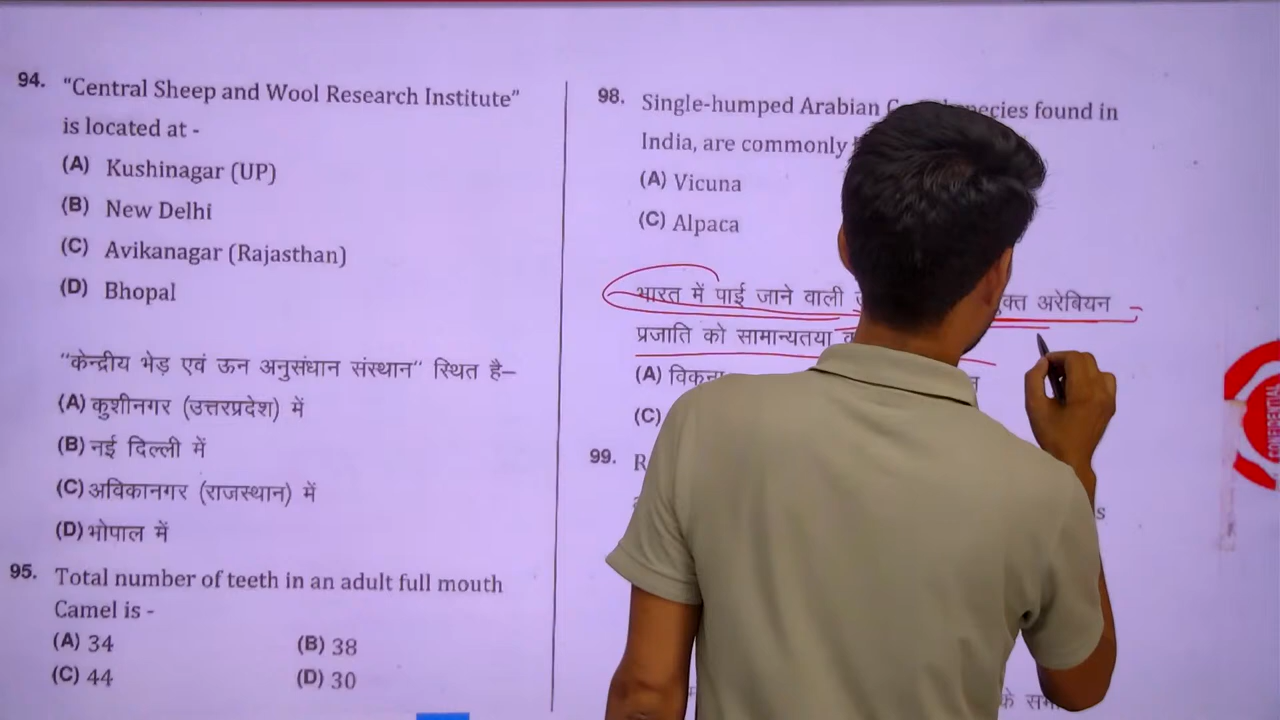 94. "Central Sheep and Wool Research Institute"
is located at -
(A) Kushinagar (UP)
(B) New Delhi
(C) Avikanagar (Rajasthan)
(D) Bhopal
"केन्द्रीय भेड़ एवं ऊन अनुसंधान संस्थान" स्थित है–
(A) कुशीनगर (उत्तरप्रदेश) में
(B) नई दिल्ली में
(C) अविकानगर (राजस्थान) में
(D) भोपाल में
95. Total number of teeth in an adult full mouth
Camel is -
(A) 34 (B) 38
(C) 44 (D) 30
98. Single-humped Arabian found in
India, are commonly
(A) Vicuna
(C) Alpaca
भारत में पाई जाने वाली अरेबियन
प्रजाति को सामान्यतया
(A)
(C)
99.
CONFIDENTIAL